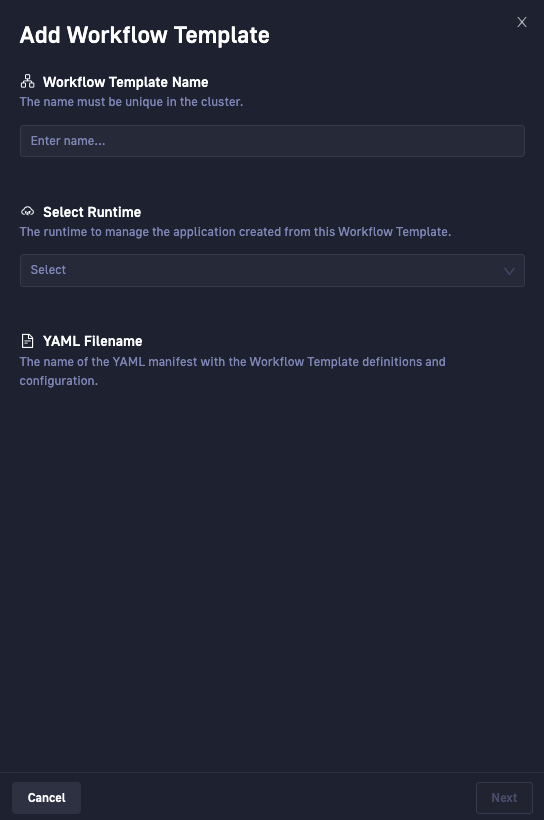 Add Workflow Template
Workflow Template Name
The name must be unique in the cluster.
Enter name...
Select Runtime
The runtime to manage the application created from this Workflow Template.
Select
YAML Filename
The name of the YAML manifest with the Workflow Template definitions and
configuration.
Cancel
Next